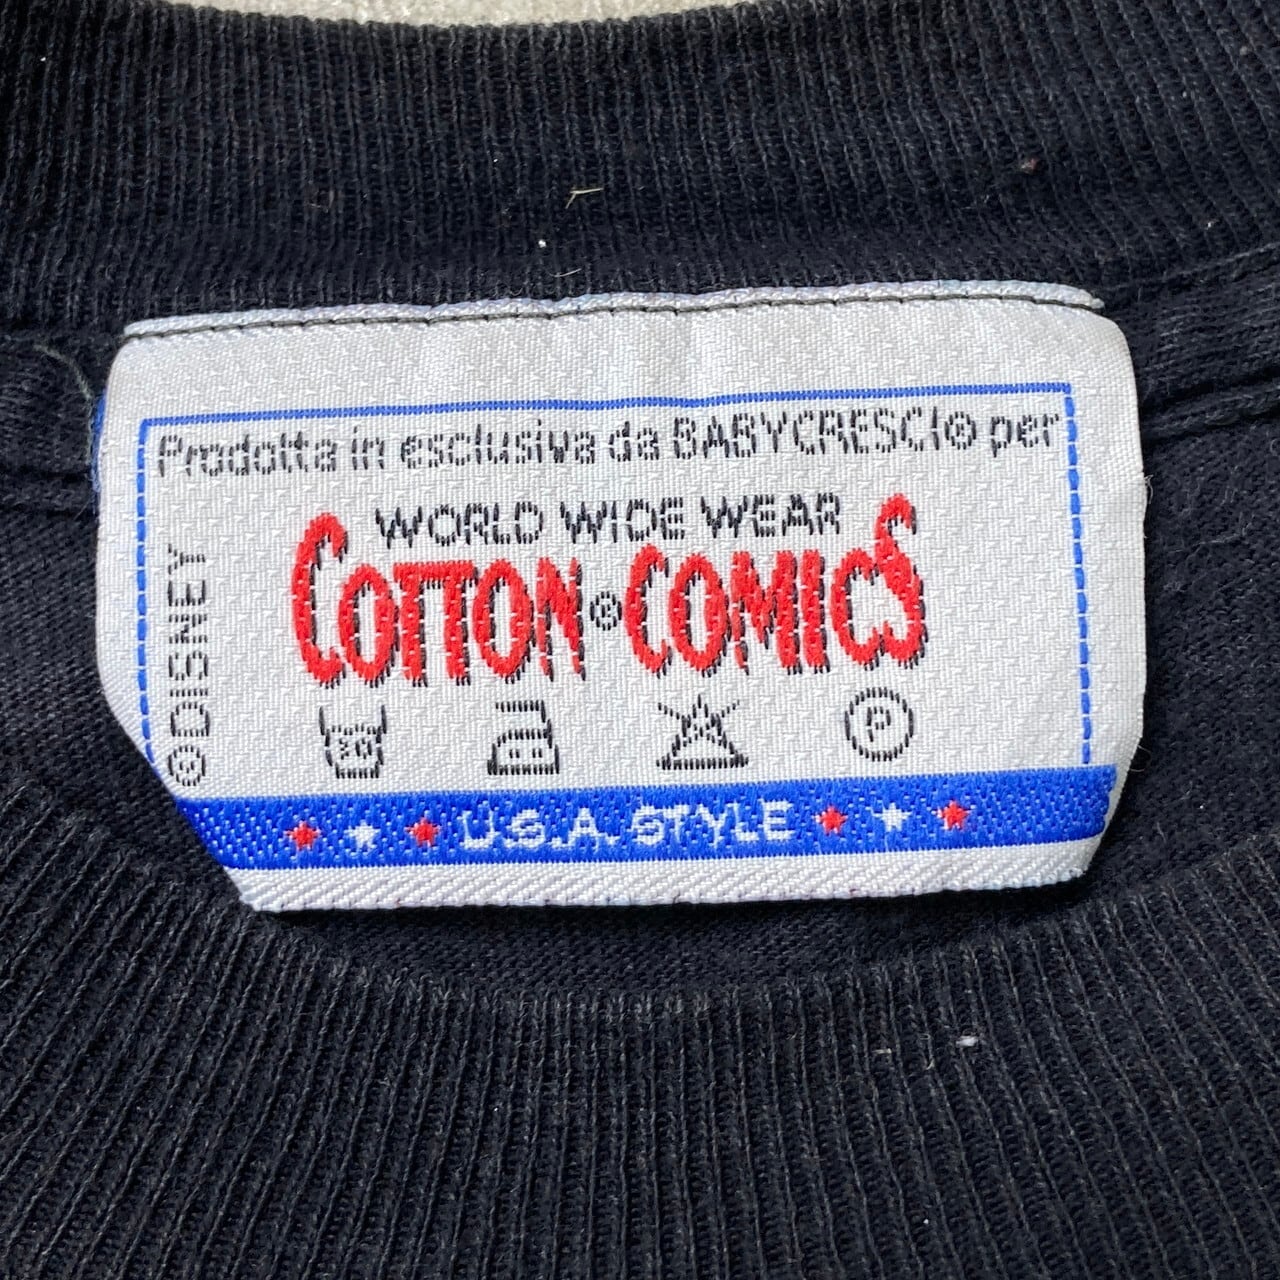 Prodotta in esclusiva da BABYCRESCI® per
WORLD WIDE WEAR
COTTON®COMICS
©DISNEY
P
U.S.A. STYLE